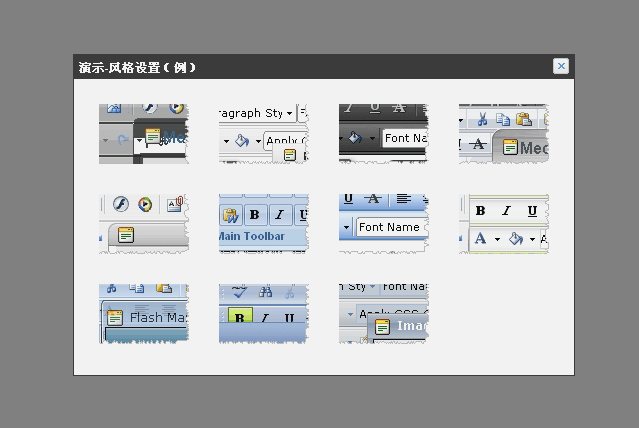 演示-风格设置（例）
ragraph Sty
Apply C
A
Font Na
A
Med
A
U A
B I U
Main Toolbar
Font Name
B I U
A
Flash Ma
B I U
n Sty Font Na
Apply CSS C
Imag